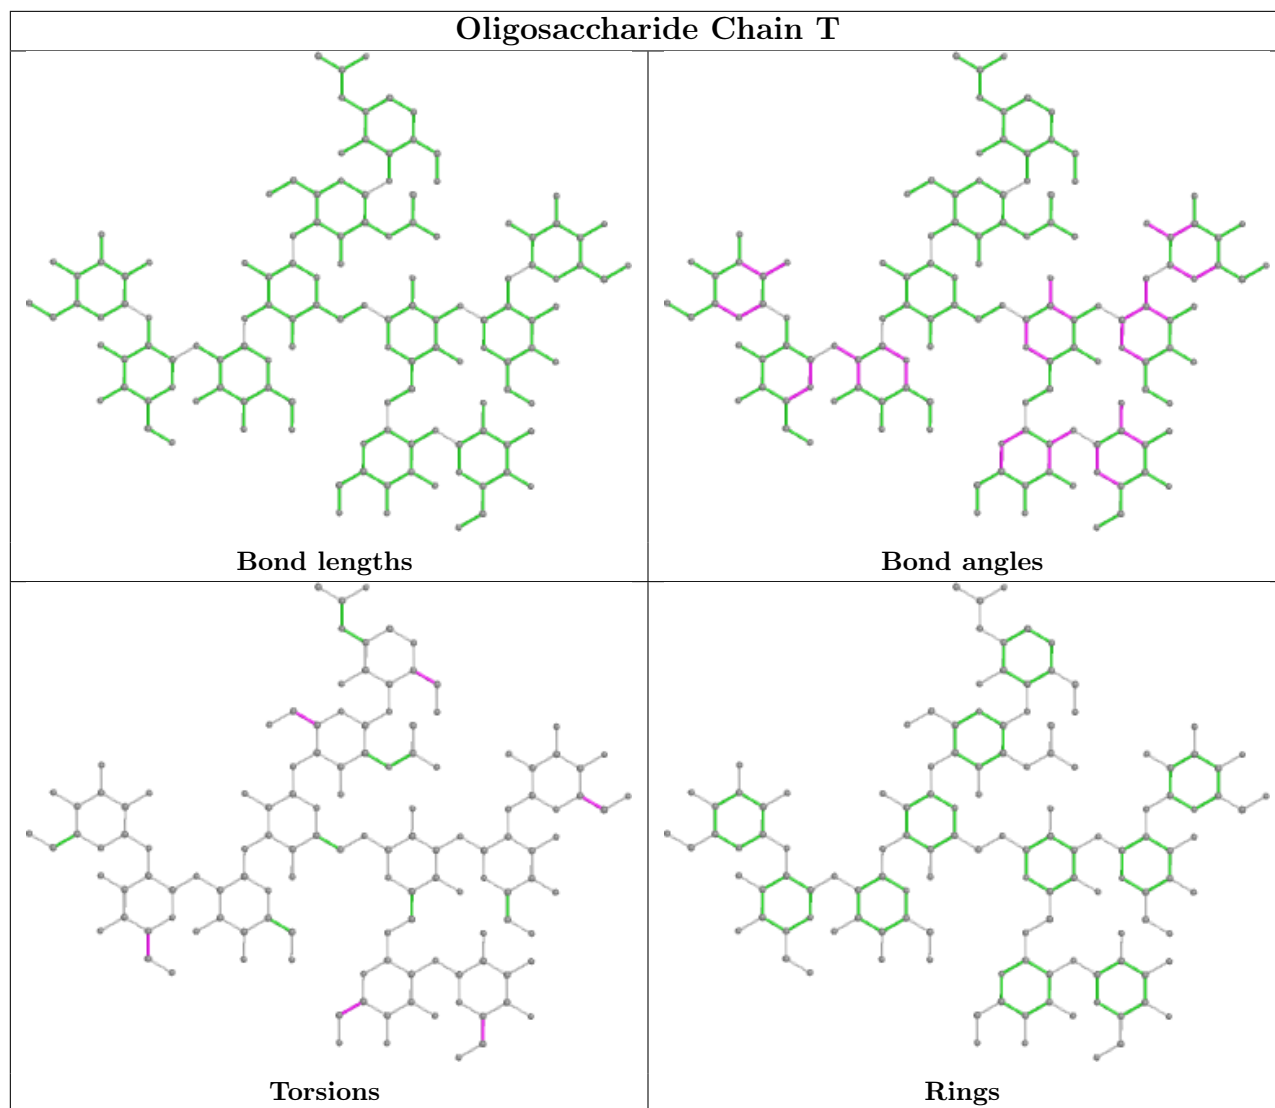 Oligosaccharide Chain T
Bond lengths
Bond angles
Torsions
Rings